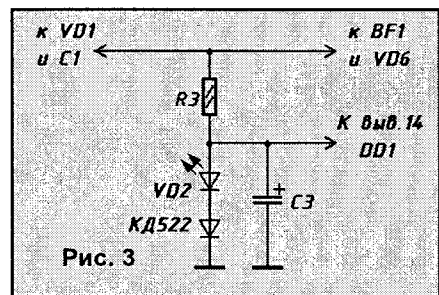 к VD1
и C1
к BF1
и VD6
R3
К выв.14
DD1
VD2
C3
КД522
Рис. 3